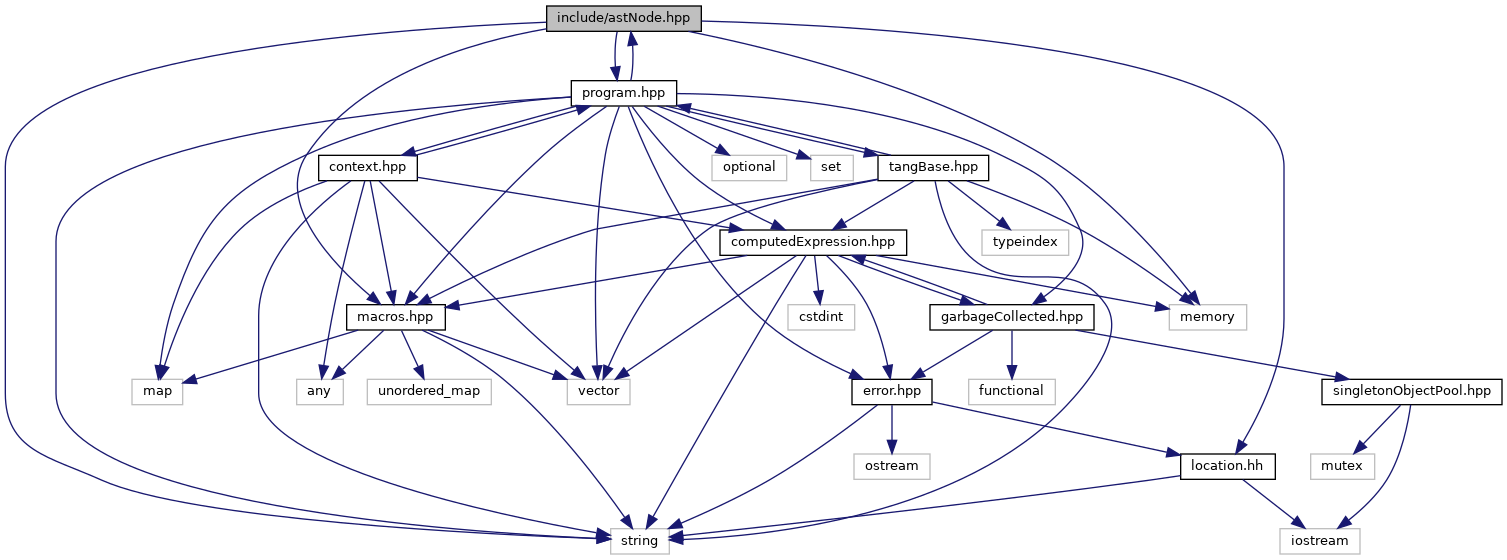 include/astNode.hpp
program.hpp
context.hpp
optional
set
tangBase.hpp
computedExpression.hpp
typeindex
macros.hpp
cstdint
garbageCollected.hpp
memory
map
any
unordered_map
vector
error.hpp
functional
singletonObjectPool.hpp
ostream
location.hh
mutex
string
iostream